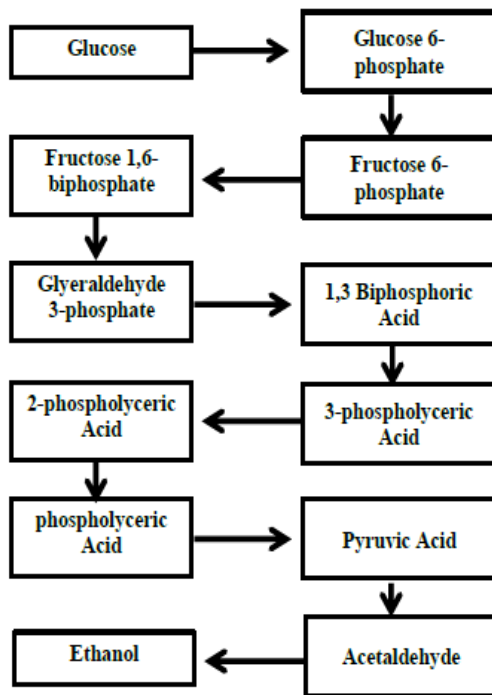 Glucose
Glucose 6-
phosphate
Fructose 6-
phosphate
Fructose 1,6-
biphosphate
Glyeraldehyde
3-phosphate
1,3 Biphosphoric
Acid
3-phospholyceric
Acid
2-phospholyceric
Acid
phospholyceric
Acid
Pyruvic Acid
Acetaldehyde
Ethanol